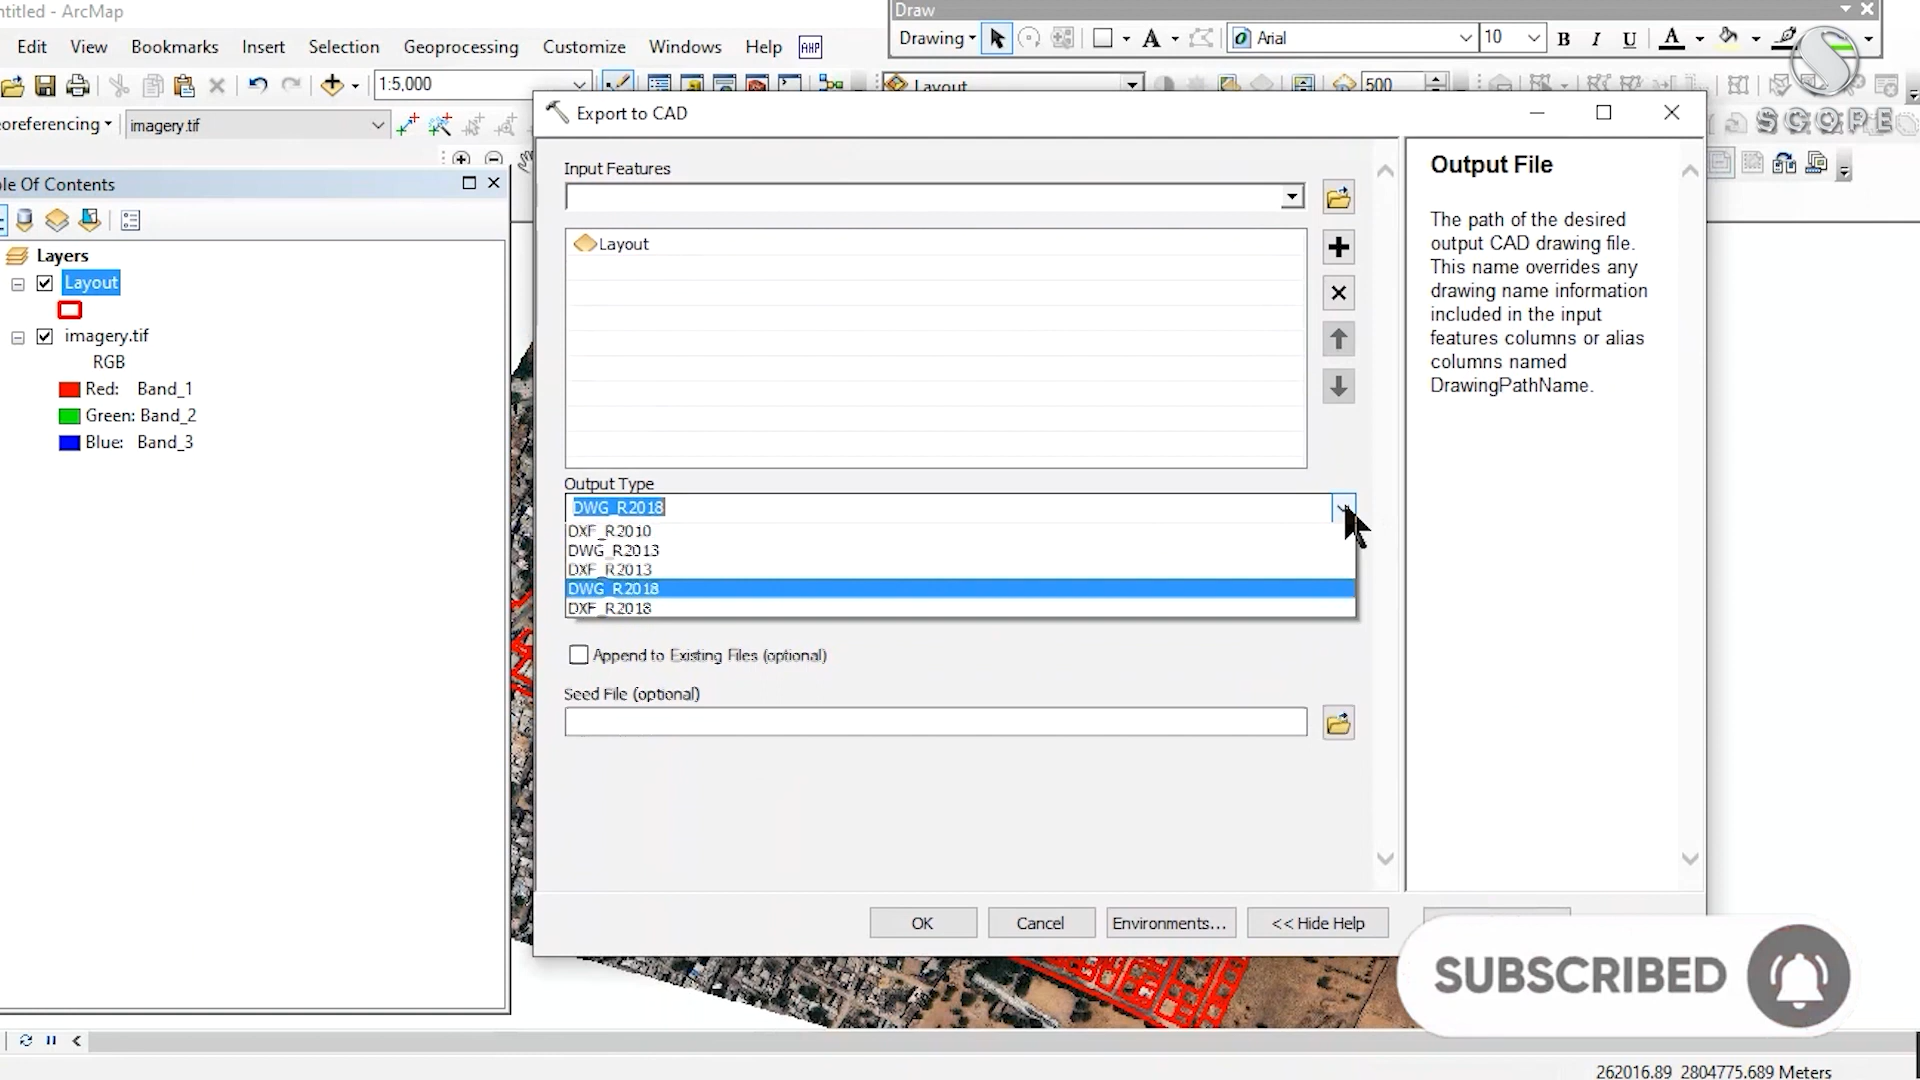 ntitled - ArcMap
Draw
Edit View Bookmarks Insert Selection Geoprocessing Customize Windows Help AHP
Drawing A Arial 10 B I U A
1:5,000
Layout
500
eoreferencing imagery.tif
Export to CAD
SCOPE
ble Of Contents
Layers
Layout
imagery.tif
RGB
Red: Band_1
Green: Band_2
Blue: Band_3
Input Features
Layout
Output Type
DWG_R2018
DXF_R2010
DWG_R2013
DXF_R2013
DWG_R2018
DXF_R2018
Append to Existing Files (optional)
Seed File (optional)
OK Cancel Environments... << Hide Help
Output File
The path of the desired
output CAD drawing file.
This name overrides any
drawing name information
included in the input
features columns or alias
columns named
DrawingPathName.
SUBSCRIBED
262016.89 2804775.689 Meters